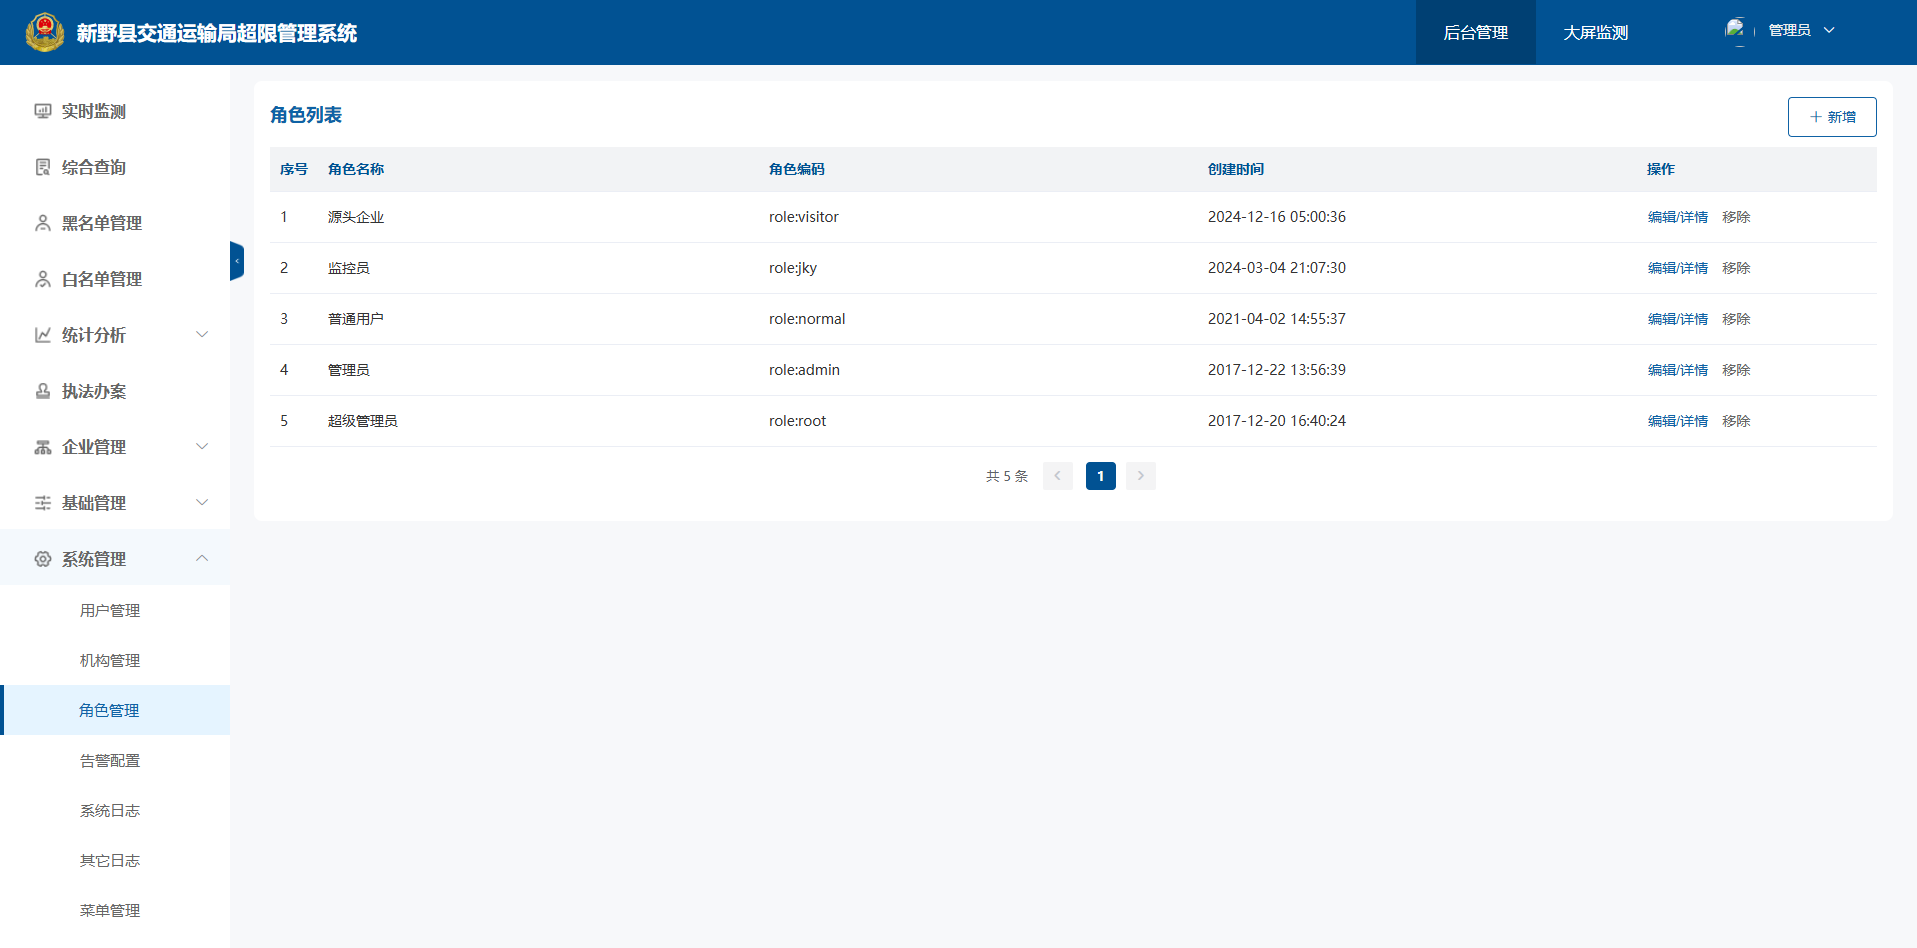 新野县交通运输局超限管理系统
后台管理
大屏监测
管理员
实时监测
综合查询
黑名单管理
白名单管理
统计分析
执法办案
企业管理
基础管理
系统管理
用户管理
机构管理
角色管理
告警配置
系统日志
其它日志
菜单管理
角色列表
新增
序号 角色名称 角色编码 创建时间 操作
1 源头企业 role:visitor 2024-12-16 05:00:36 编辑/详情 移除
2 监控员 role:jky 2024-03-04 21:07:30 编辑/详情 移除
3 普通用户 role:normal 2021-04-02 14:55:37 编辑/详情 移除
4 管理员 role:admin 2017-12-22 13:56:39 编辑/详情 移除
5 超级管理员 role:root 2017-12-20 16:40:24 编辑/详情 移除
共 5 条 1